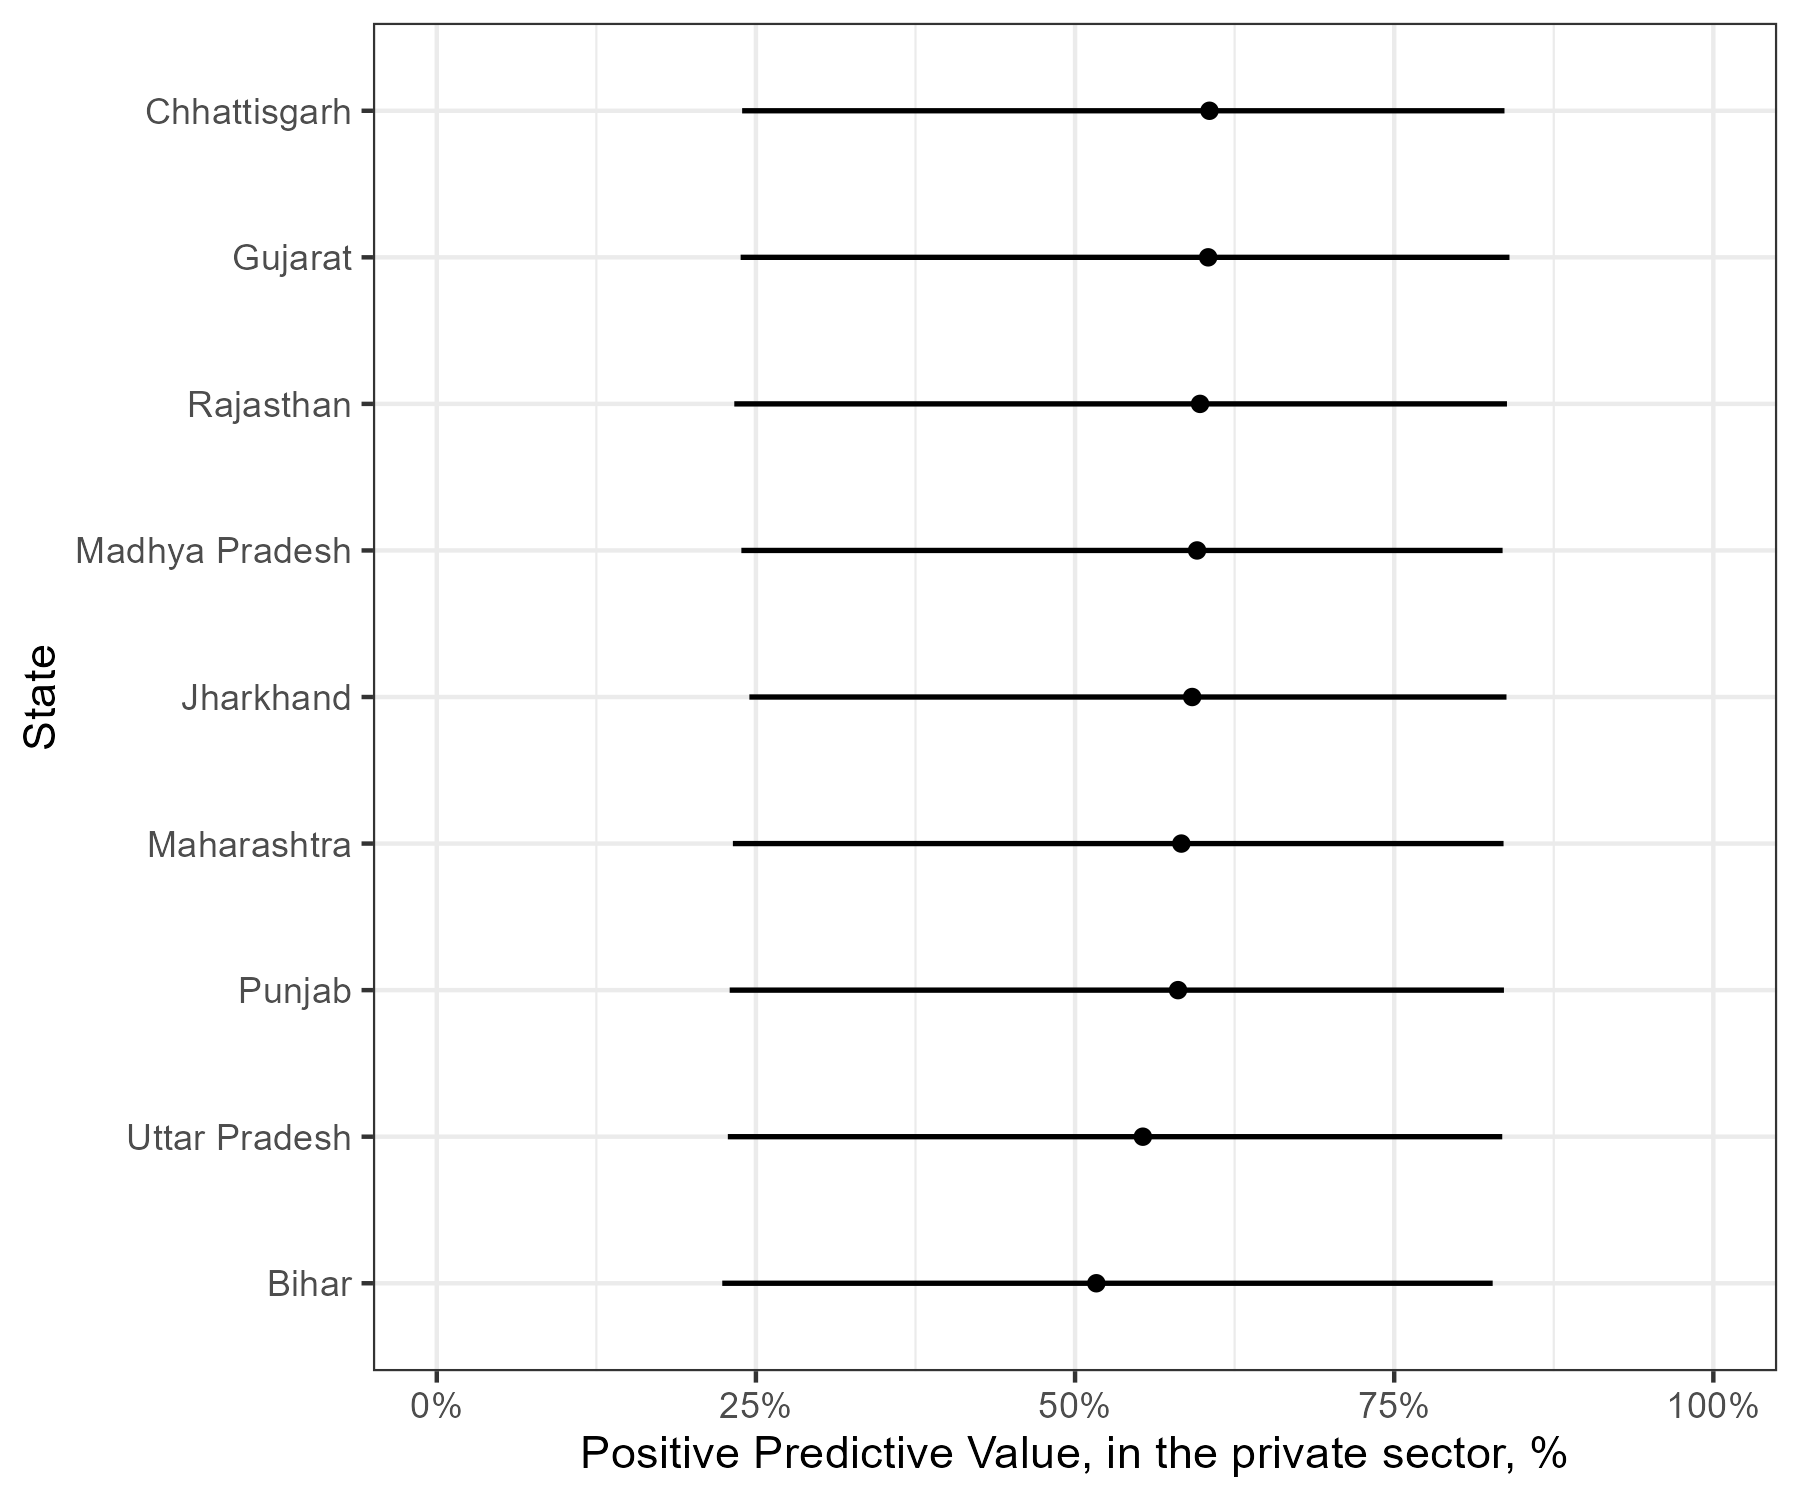 Chhattisgarh
Gujarat
Rajasthan
Madhya Pradesh
Jharkhand
Maharashtra
Punjab
Uttar Pradesh
Bihar
State
0% 25% 50% 75% 100%
Positive Predictive Value, in the private sector, %